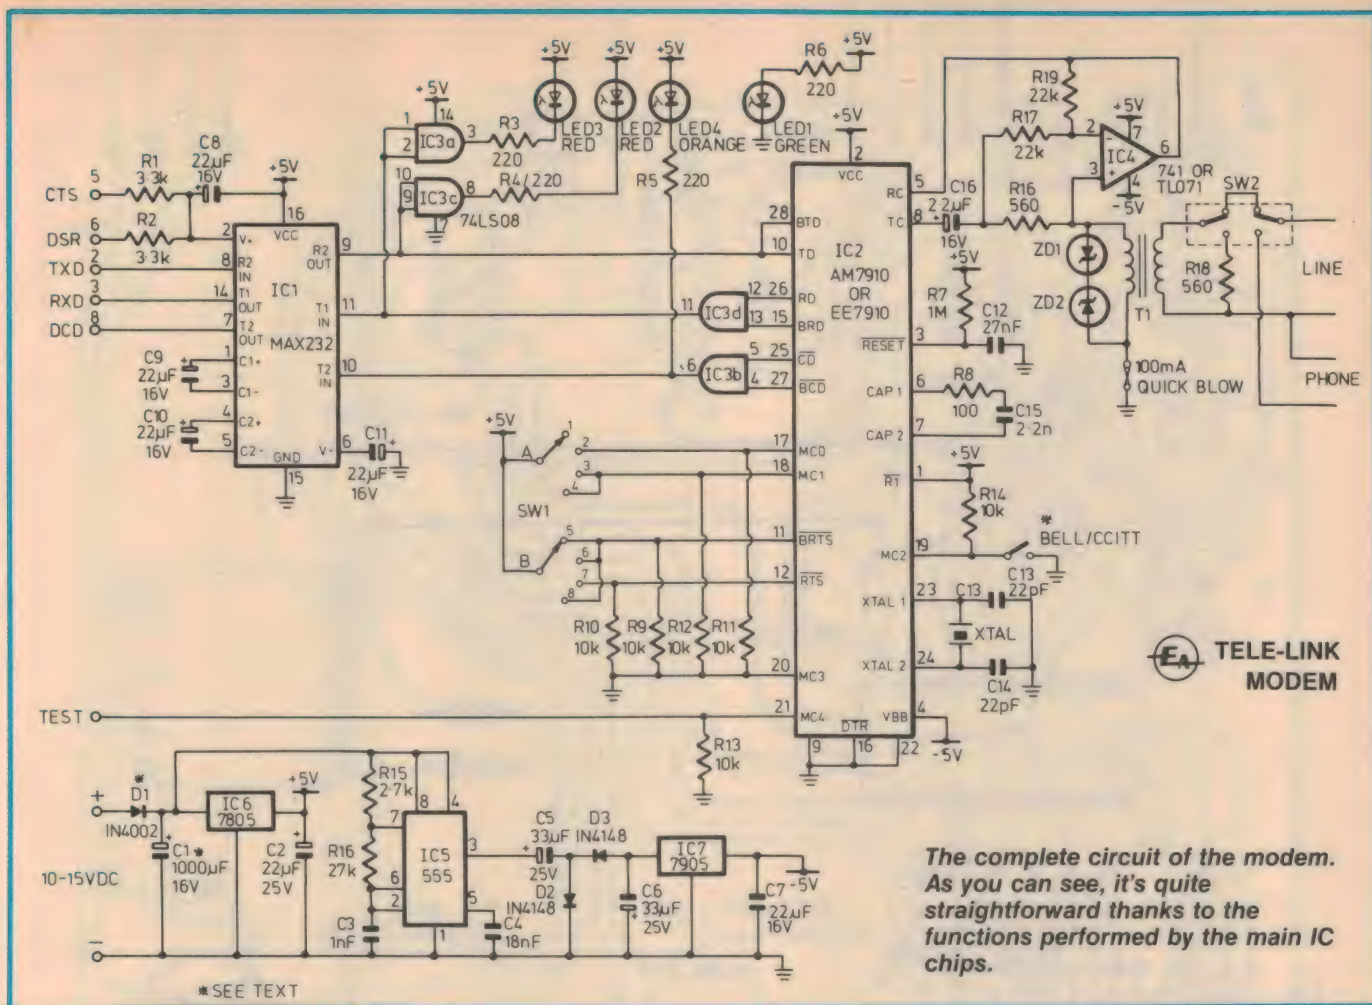 +5V
+5V
+5V
R6
+5V
220
+5V
14
1
2
IC3a
3
R3
220
LED3
RED
LED2
RED
LED4
ORANGE
LED1
GREEN
10
9
IC3c
8
R4/220
7
74LS08
R5
220
R19
22k
R17
22k
+5V
7
2
IC4
6
3
+
4
-5V
741 OR
TL071
+5V
2
VCC
RC
5
TC
8
C16
2.2µF
16V
R16
560
SW2
LINE
R18
560
PHONE
ZD1
ZD2
T1
100mA
QUICK BLOW
5
CTS
R1
3.3k
C8
22µF
16V
+
+5V
6
DSR
R2
3.3k
2
TXD
3
RXD
8
DCD
16
VCC
2
V+
8
R2
IN
14
T1
OUT
7
T2
OUT
IC1
MAX232
R2
OUT
9
T1
IN
11
T2
IN
10
C9
22µF
16V
+
1
C1+
3
C1-
C10
22µF
16V
+
4
C2+
5
C2-
GND
15
V-
6
C11
+
22µF
16V
28
BTD
10
TD
IC2
AM7910
OR
EE7910
11
IC3d
12
26
RD
13
15
BRD
6
IC3b
5
25
CD
4
27
BCD
+5V
R7
1M
C12
27nF
RESET
3
CAP 1
6
R8
100
C15
2.2n
CAP 2
7
+5V
A
1
2
3
4
SW1
B
5
6
7
8
17
MC0
18
MC1
11
BRTS
12
RTS
R10
10k
R9
10k
R12
10k
R11
10k
20
MC3
R1
1
+5V
R14
10k
MC2
19
*
BELL/CCITT
XTAL 1
23
C13
C13
22pF
XTAL
XTAL 2
24
C14
22pF
EA TELE-LINK
MODEM
TEST
21
MC4
DTR
VBB
4
-5V
9
16
22
R13
10k
+
*
D1
IN4002
IC6
7805
+5V
C1*
1000µF
16V
+
C2
22µF
25V
+
10-15VDC
R15
2.7k
R16
27k
C3
1nF
7
8
4
6
2
IC5
555
3
5
1
C4
18nF
C5
33µF
+
25V
D3
IN4148
D2
IN4148
C6
33µF
25V
+
IC7
7905
C7
22µF
16V
-5V
–
*SEE TEXT
The complete circuit of the modem.
As you can see, it's quite
straightforward thanks to the
functions performed by the main IC
chips.